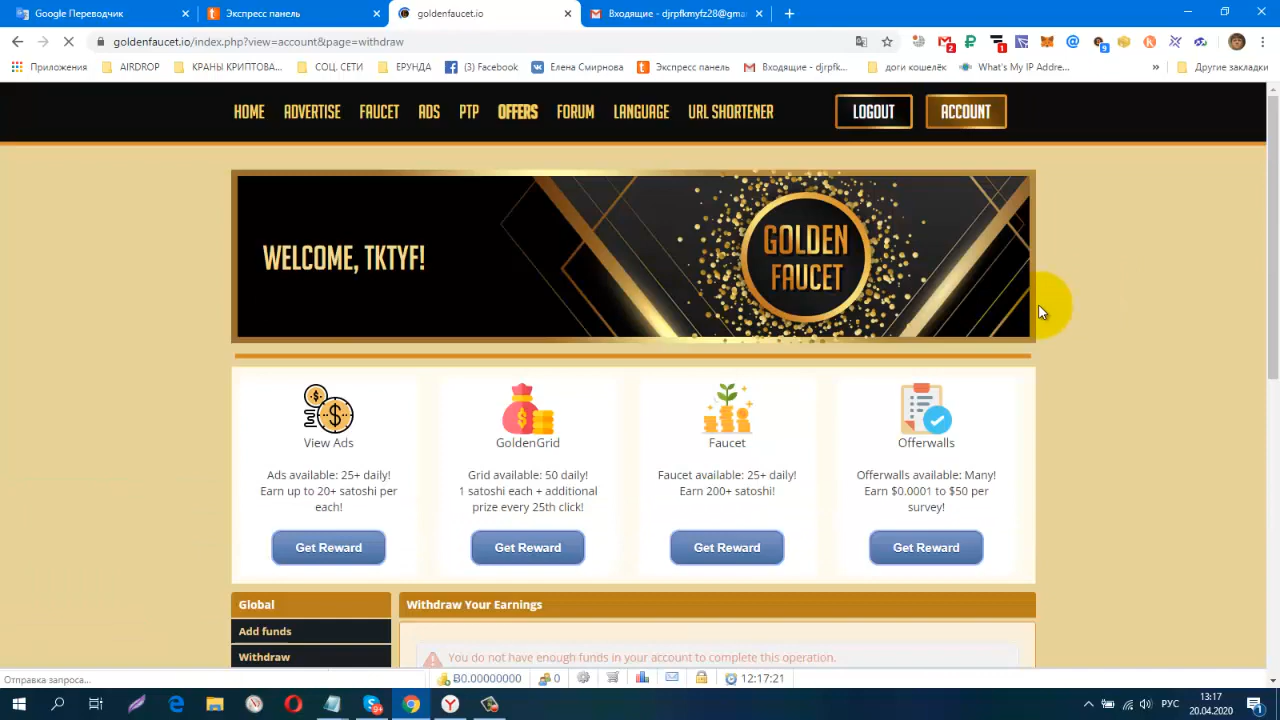 Google Переводчик
Экспресс панель
goldenfaucet.io
Входящие - djrpfkmyfz28@gma
goldenfaucet.io/index.php?view=account&page=withdraw
2
1
9
Приложения
AIRDROP
КРАНЫ КРИПТОВА...
СОЦ. СЕТИ
ЕРУНДА
(3) Facebook
Елена Смирнова
Экспресс панель
Входящие - djrpfk...
доги кошелёк
What's My IP Addre...
»
Другие закладки
HOME ADVERTISE FAUCET ADS PTP OFFERS FORUM LANGUAGE URL SHORTENER
LOGOUT
ACCOUNT
WELCOME, TKTYF!
GOLDEN
FAUCET
View Ads
Ads available: 25+ daily!
Earn up to 20+ satoshi per
each!
Get Reward
GoldenGrid
Grid available: 50 daily!
1 satoshi each + additional
prize every 25th click!
Get Reward
Faucet
Faucet available: 25+ daily!
Earn 200+ satoshi!
Get Reward
Offerwalls
Offerwalls available: Many!
Earn $0.0001 to $50 per
survey!
Get Reward
Global
Add funds
Withdraw
Withdraw Your Earnings
You do not have enough funds in your account to complete this operation.
Отправка запроса...
Ƀ0.00000000
0
12:17:21
РУС
13:17
20.04.2020
1